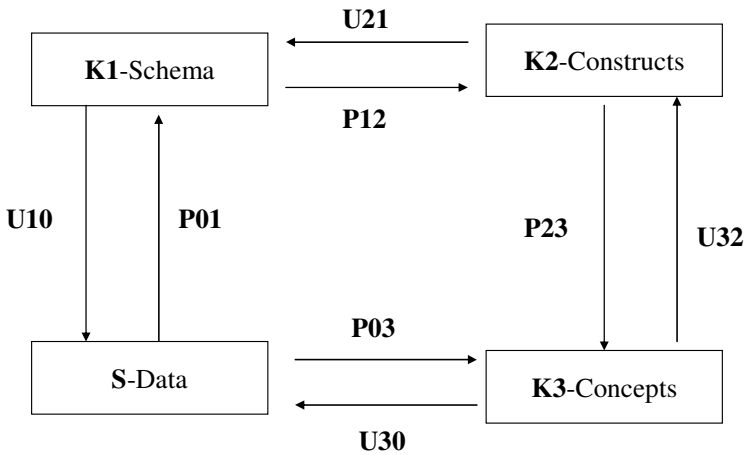 U21
K1-Schema
K2-Constructs
P12
U10
P01
P23
U32
P03
S-Data
K3-Concepts
U30